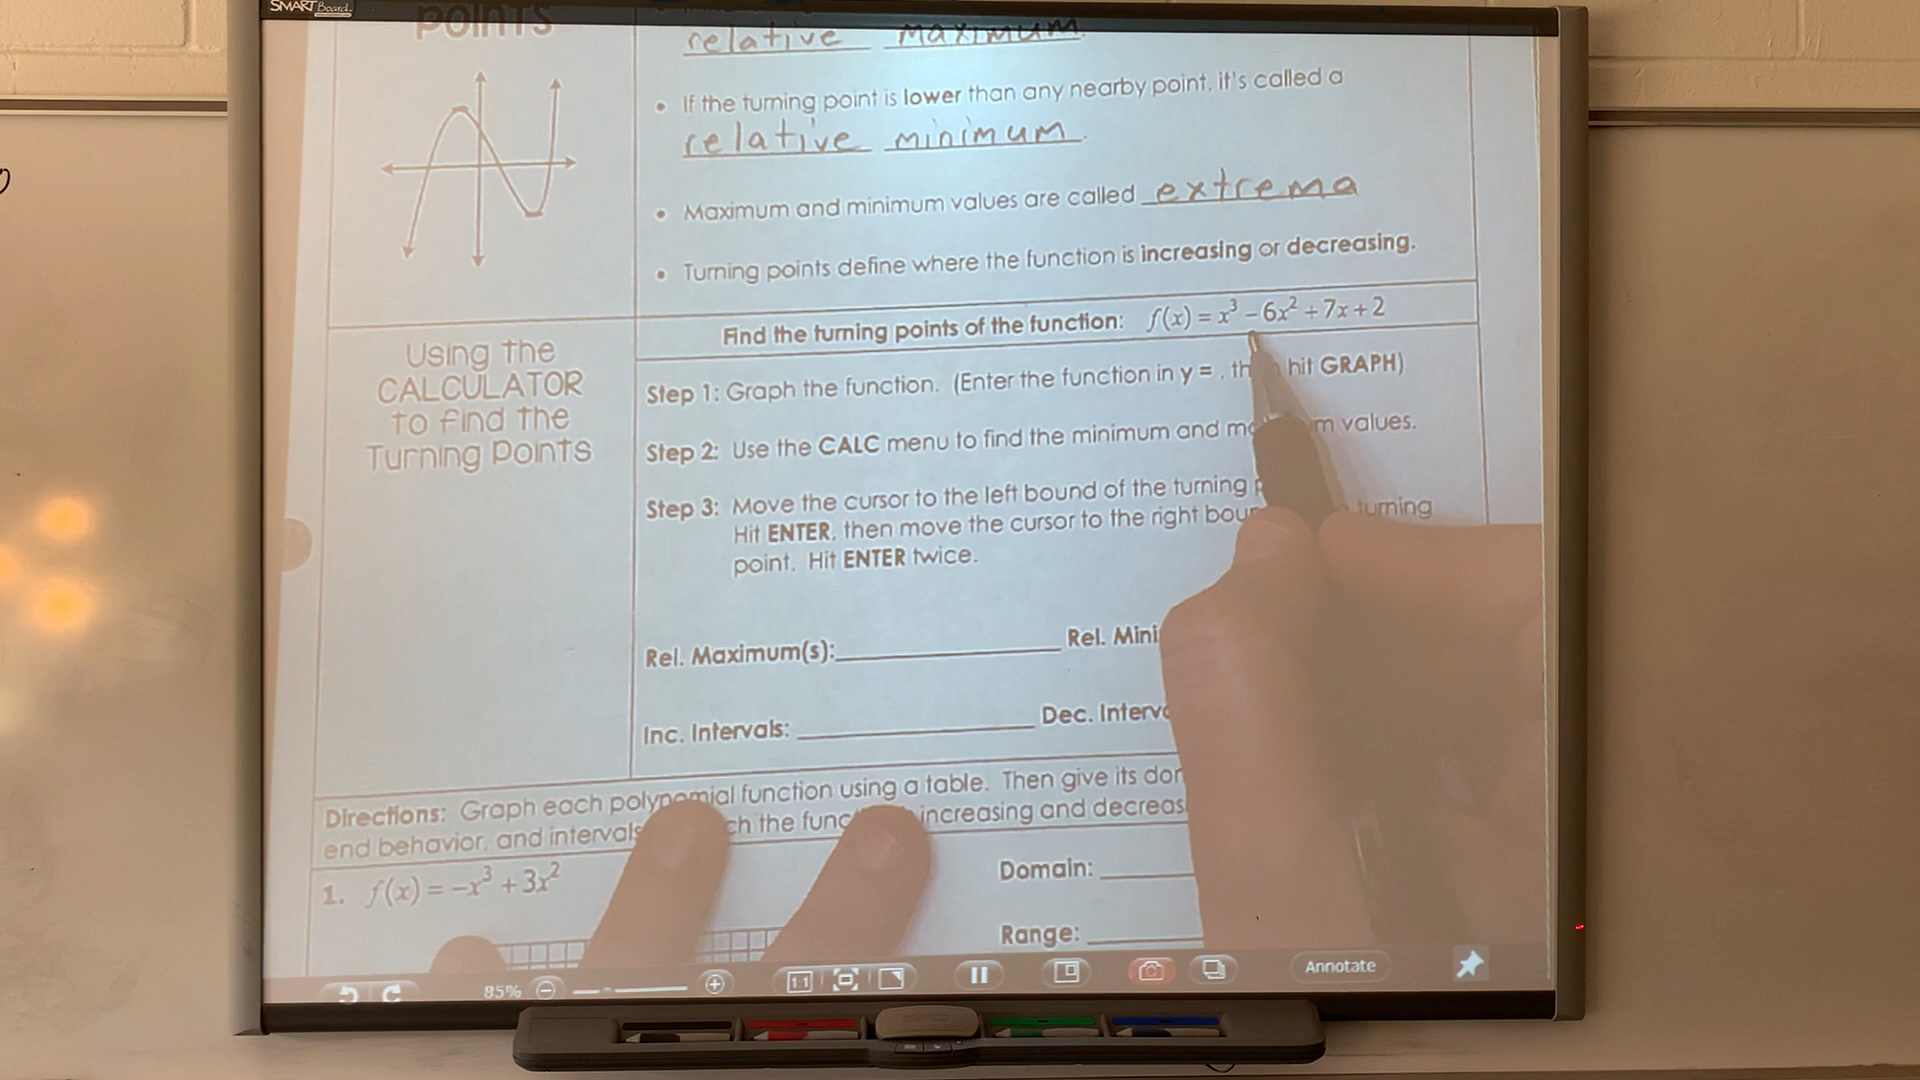 SMART Board
POINTS
relative maximum.
• If the turning point is lower than any nearby point, it's called a
relative minimum.
• Maximum and minimum values are called extrema
• Turning points define where the function is increasing or decreasing.
Using the
CALCULATOR
to find the
Turning Points
Find the turning points of the function: f(x) = x³ − 6x² + 7x + 2
Step 1: Graph the function. (Enter the function in y = , th hit GRAPH)
Step 2: Use the CALC menu to find the minimum and m m values.
Step 3: Move the cursor to the left bound of the turning
Hit ENTER, then move the cursor to the right bou turning
point. Hit ENTER twice.
Rel. Maximum(s): Rel. Mini
Inc. Intervals: Dec. Interv
Directions: Graph each polynomial function using a table. Then give its do
end behavior, and intervals ch the func increasing and decreas
1. f(x) = −x³ + 3x²
Domain:
Range:
85%
1:1
Annotate